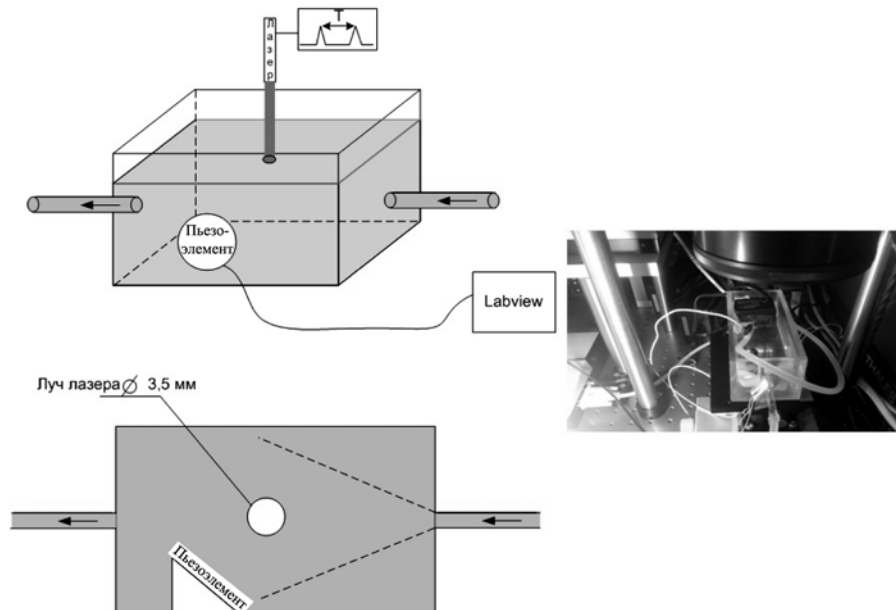 Лазер
T
Пьезо-
элемент
Labview
Луч лазера ⌀ 3,5 мм
Пьезоэлемент